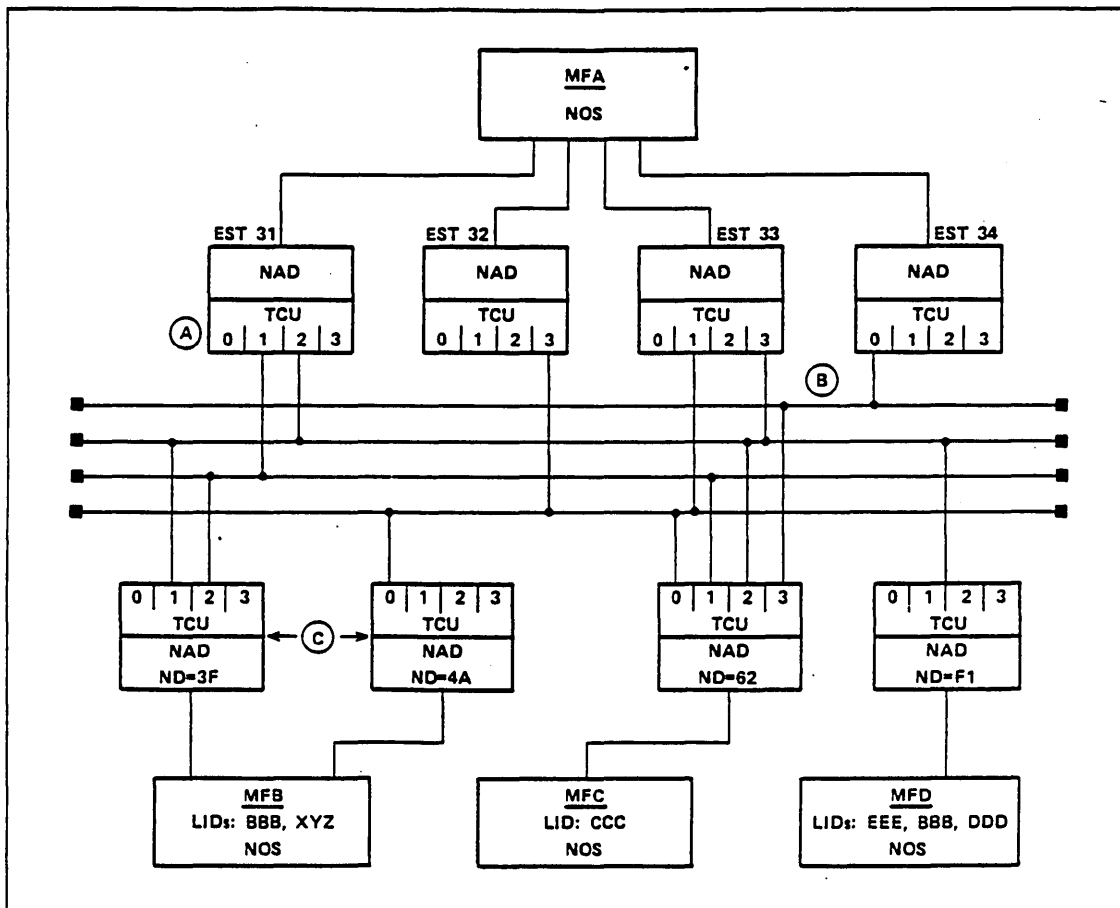 MFA
NOS
EST 31 EST 32 EST 33 EST 34
NAD NAD NAD NAD
TCU TCU TCU TCU
A 0 1 2 3 0 1 2 3 0 1 2 3 0 1 2 3
B
0 1 2 3 0 1 2 3 0 1 2 3 0 1 2 3
TCU C TCU TCU TCU
NAD NAD NAD NAD
ND=3F ND=4A ND=62 ND=F1
MFB MFC MFD
LIDs: BBB, XYZ LID: CCC LIDs: EEE, BBB, DDD
NOS NOS NOS